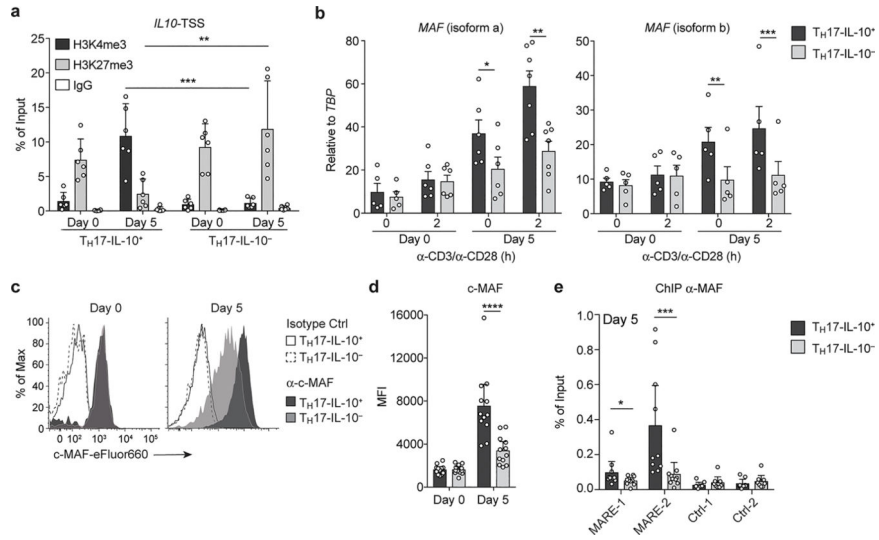 a
IL10-TSS
H3K4me3
H3K27me3
IgG
**
***
% of Input
25
20
15
10
5
0
Day 0 Day 5 Day 0 Day 5
TH17-IL-10+ TH17-IL-10−
b
MAF (isoform a)
MAF (isoform b)
TH17-IL-10+
TH17-IL-10−
Relative to TBP
80
60
40
20
0
* **
0 2 0 2
Day 0 Day 5
α-CD3/α-CD28 (h)
50
40
30
20
10
0
** ***
0 2 0 2
Day 0 Day 5
α-CD3/α-CD28 (h)
c
Day 0 Day 5
% of Max
100
80
60
40
20
0
0 10² 10³ 10⁵
0 10² 10³ 10⁴ 10⁵
c-MAF-eFluor660
Isotype Ctrl
TH17-IL-10+
TH17-IL-10−
α-c-MAF
TH17-IL-10+
TH17-IL-10−
d
c-MAF
****
MFI
16000
12000
8000
4000
0
Day 0 Day 5
e
ChIP α-MAF
Day 5
TH17-IL-10+
TH17-IL-10−
% of Input
1.0
0.8
0.6
0.4
0.2
0.0
* ***
MARE-1 MARE-2 Ctrl-1 Ctrl-2